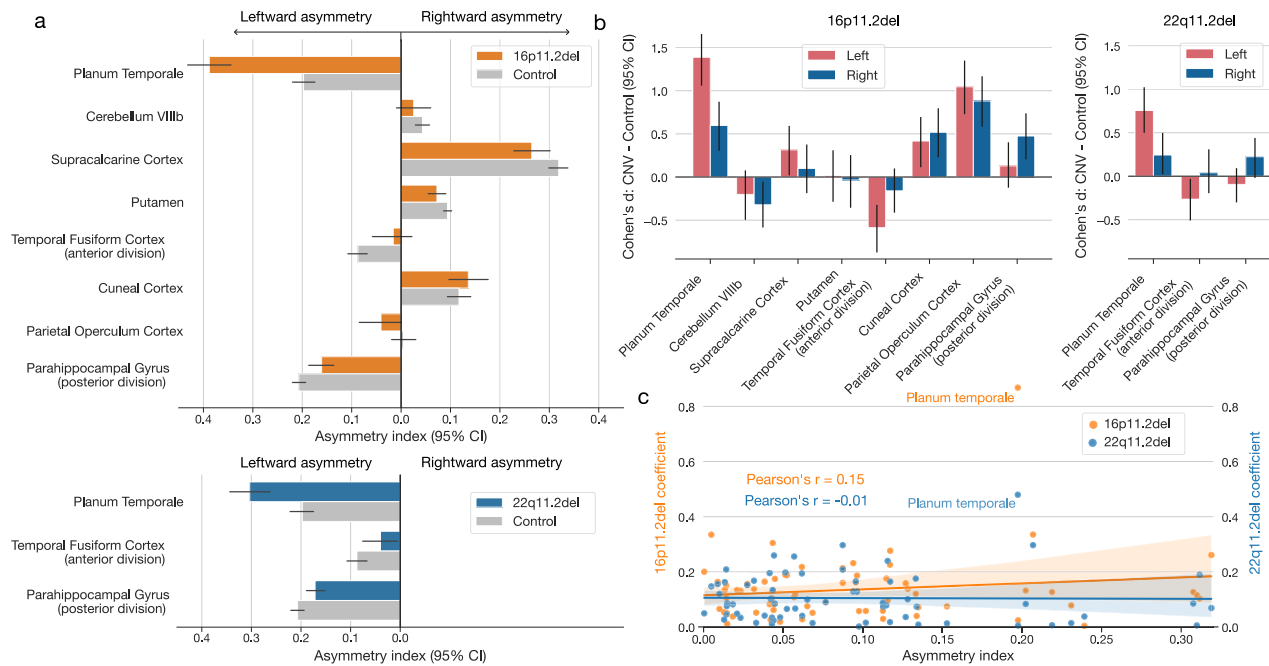 a
Leftward asymmetry
Rightward asymmetry
16p11.2del
Control
Planum Temporale
Cerebellum VIIIb
Supracalcarine Cortex
Putamen
Temporal Fusiform Cortex
(anterior division)
Cuneal Cortex
Parietal Operculum Cortex
Parahippocampal Gyrus
(posterior division)
0.4 0.3 0.2 0.1 0.0 0.1 0.2 0.3 0.4
Asymmetry index (95% CI)
Leftward asymmetry
Rightward asymmetry
22q11.2del
Control
Planum Temporale
Temporal Fusiform Cortex
(anterior division)
Parahippocampal Gyrus
(posterior division)
0.4 0.3 0.2 0.1 0.0
Asymmetry index (95% CI)
b
16p11.2del
Left
Right
Cohen's d: CNV - Control (95% CI)
1.5
1.0
0.5
0.0
−0.5
Planum Temporale
Cerebellum VIIIb
Supracalcarine Cortex
Putamen
Temporal Fusiform Cortex
(anterior division)
Cuneal Cortex
Parietal Operculum Cortex
Parahippocampal Gyrus
(posterior division)
22q11.2del
Left
Right
Cohen's d: CNV - Control (95% CI)
1.5
1.0
0.5
0.0
−0.5
Planum Temporale
Temporal Fusiform Cortex
(anterior division)
Parahippocampal Gyrus
(posterior division)
c
Planum temporale
16p11.2del
22q11.2del
Pearson's r = 0.15
Pearson's r = -0.01
Planum temporale
16p11.2del coefficient
0.8
0.6
0.4
0.2
0.0
22q11.2del coefficient
0.8
0.6
0.4
0.2
0.0
0.00 0.05 0.10 0.15 0.20 0.25 0.30
Asymmetry index